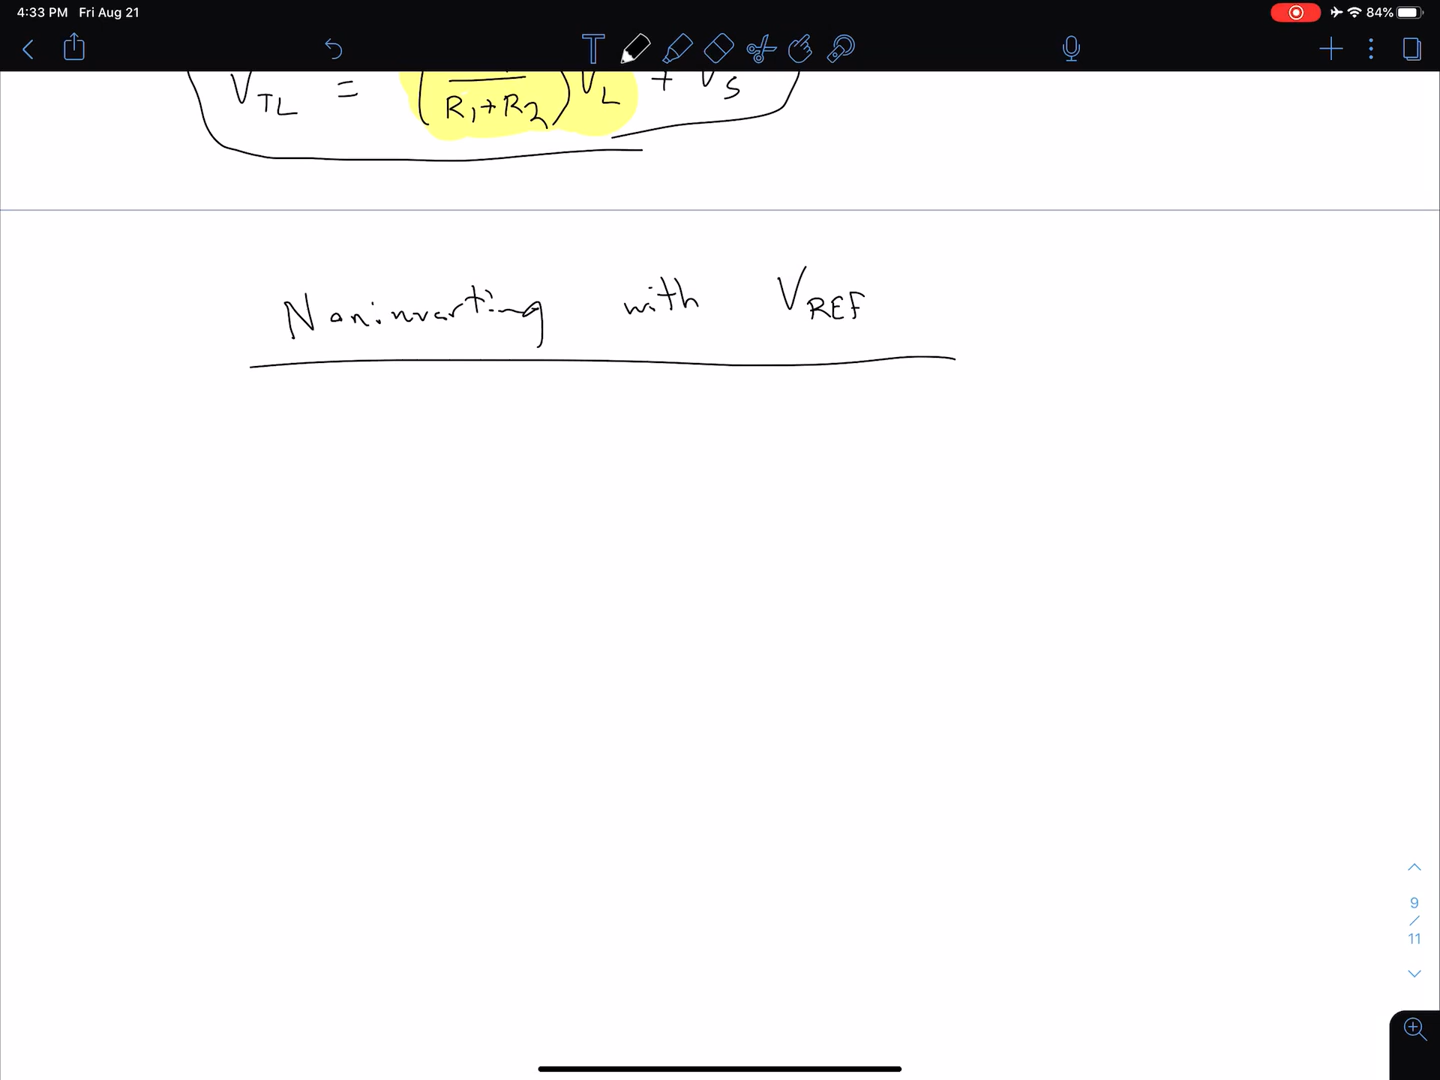 4:33 PM Fri Aug 21 84%
V_TL = (/(R₁+R₂)) V_L + V_S
Noninverting with V_REF
9
/
11